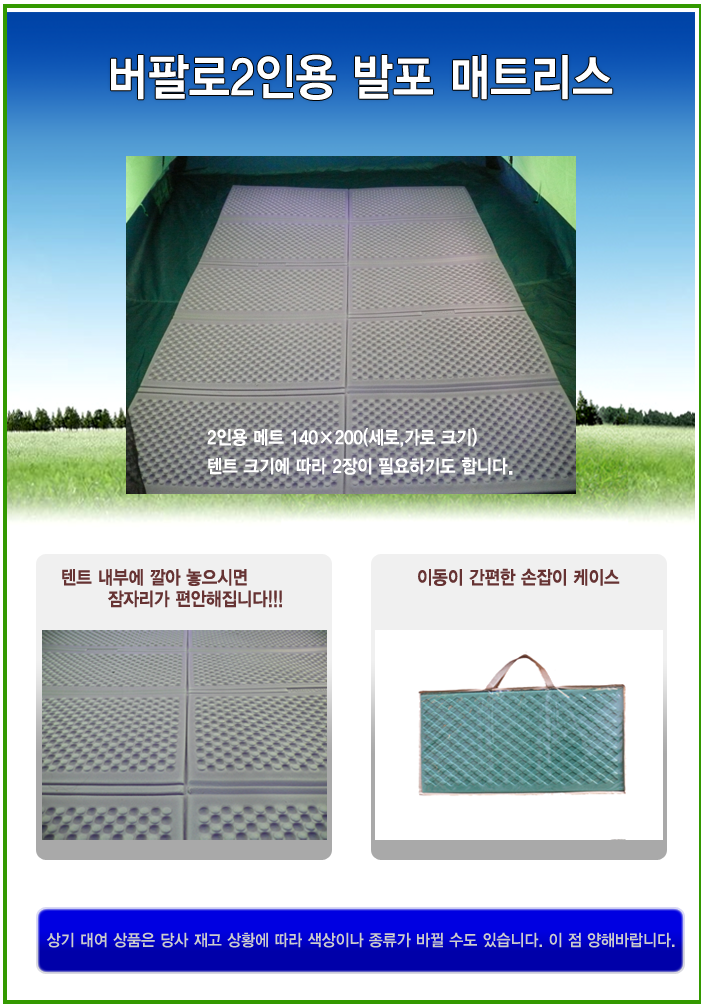 버팔로2인용 발포 매트리스
2인용 메트 140×200(세로,가로 크기)
텐트 크기에 따라 2장이 필요하기도 합니다.
텐트 내부에 깔아 놓으시면
잠자리가 편안해집니다!!!
이동이 간편한 손잡이 케이스
상기 대여 상품은 당사 재고 상황에 따라 색상이나 종류가 바뀔 수도 있습니다. 이 점 양해바랍니다.